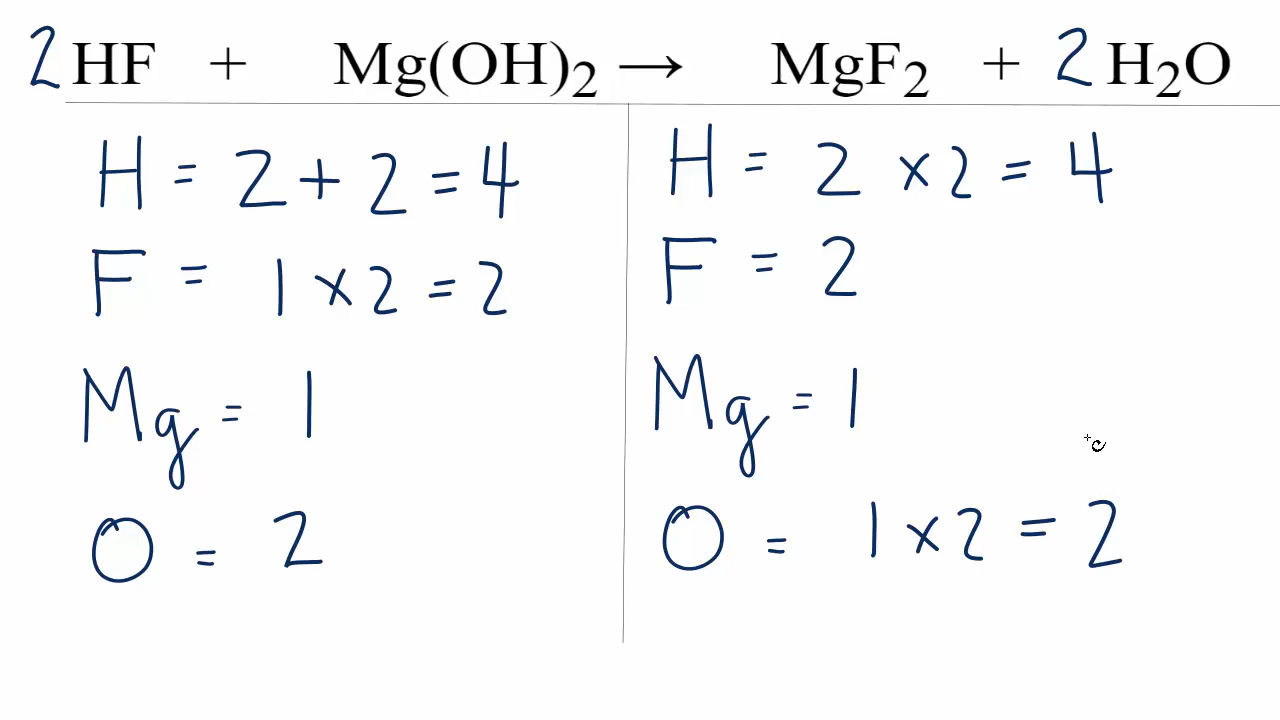 2HF + Mg(OH)₂ → MgF₂ + 2H₂O
H = 2 + 2 = 4 H = 2 × 2 = 4
F = 1 × 2 = 2 F = 2
Mg = 1 Mg = 1
O = 2 O = 1 × 2 = 2